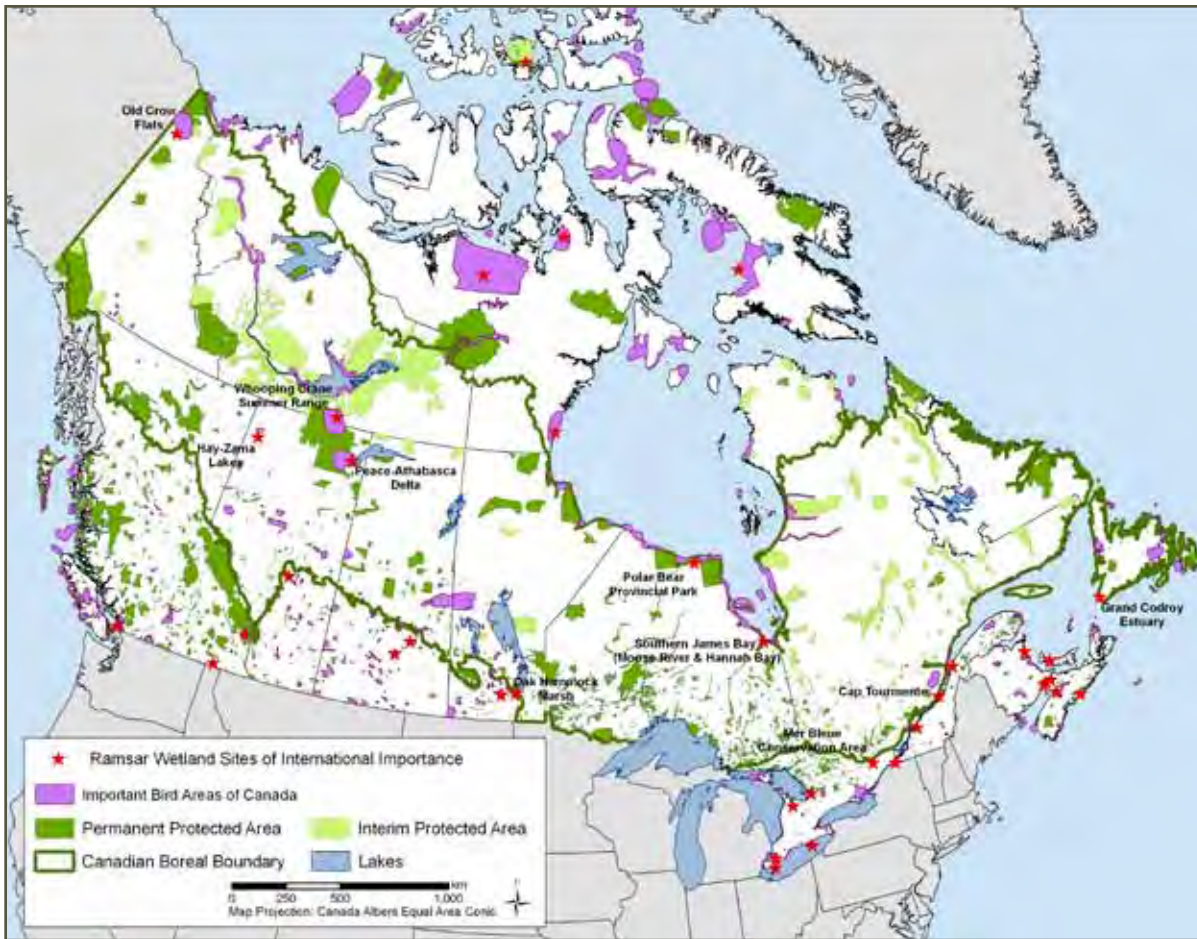 Old Crow
Flats
Whooping Crane
Summer Range
Hay-Zama
Lakes
Peace-Athabasca
Delta
Polar Bear
Provincial Park
Southern James Bay
(Moose River & Hannah Bay)
Grand Codroy
Estuary
Oak Hammock
Marsh
Cap Tourmente
Mer Bleue
Conservation Area
Ramsar Wetland Sites of International Importance
Important Bird Areas of Canada
Permanent Protected Area
Interim Protected Area
Canadian Boreal Boundary
Lakes
km
0 250 500 1,000
Map Projection: Canada Albers Equal Area Conic